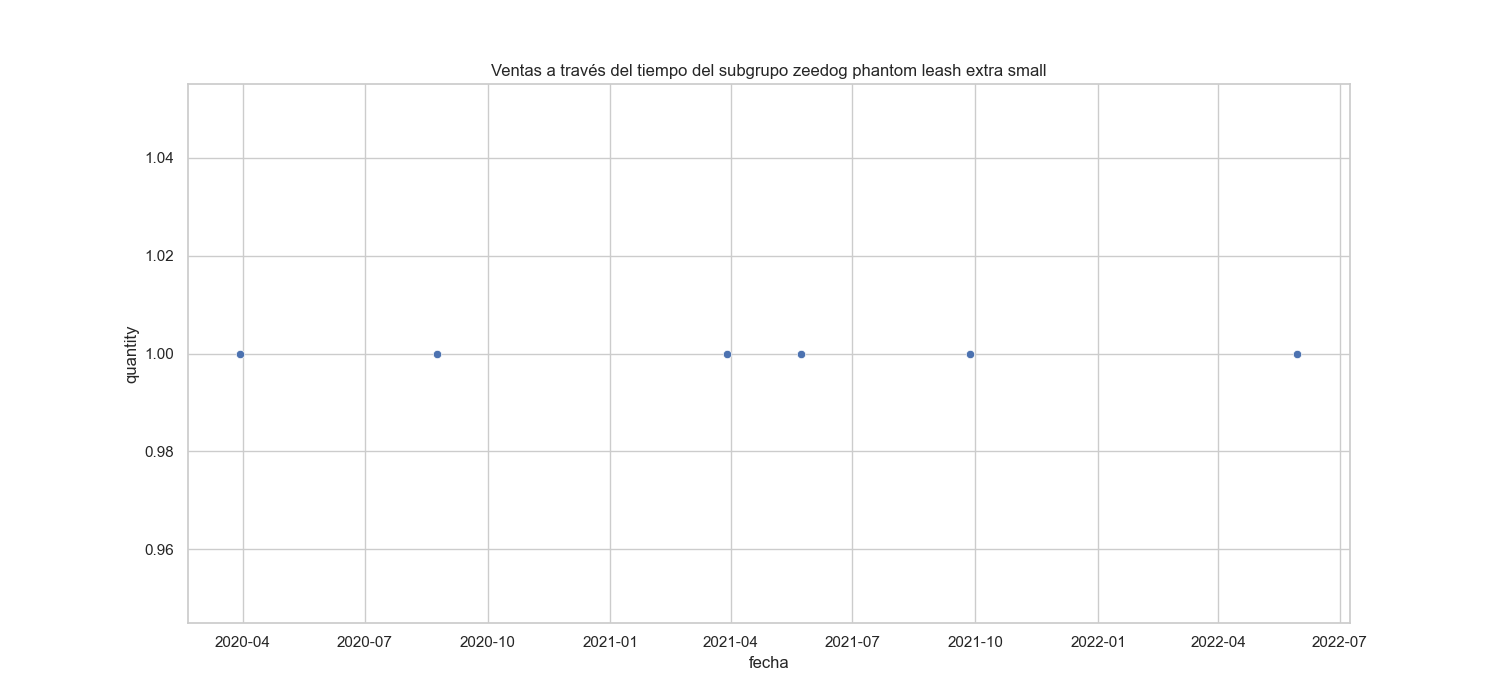 Ventas a través del tiempo del subgrupo zeedog phantom leash extra small
1.04
1.02
1.00
0.98
0.96
quantity
2020-04 2020-07 2020-10 2021-01 2021-04 2021-07 2021-10 2022-01 2022-04 2022-07
fecha